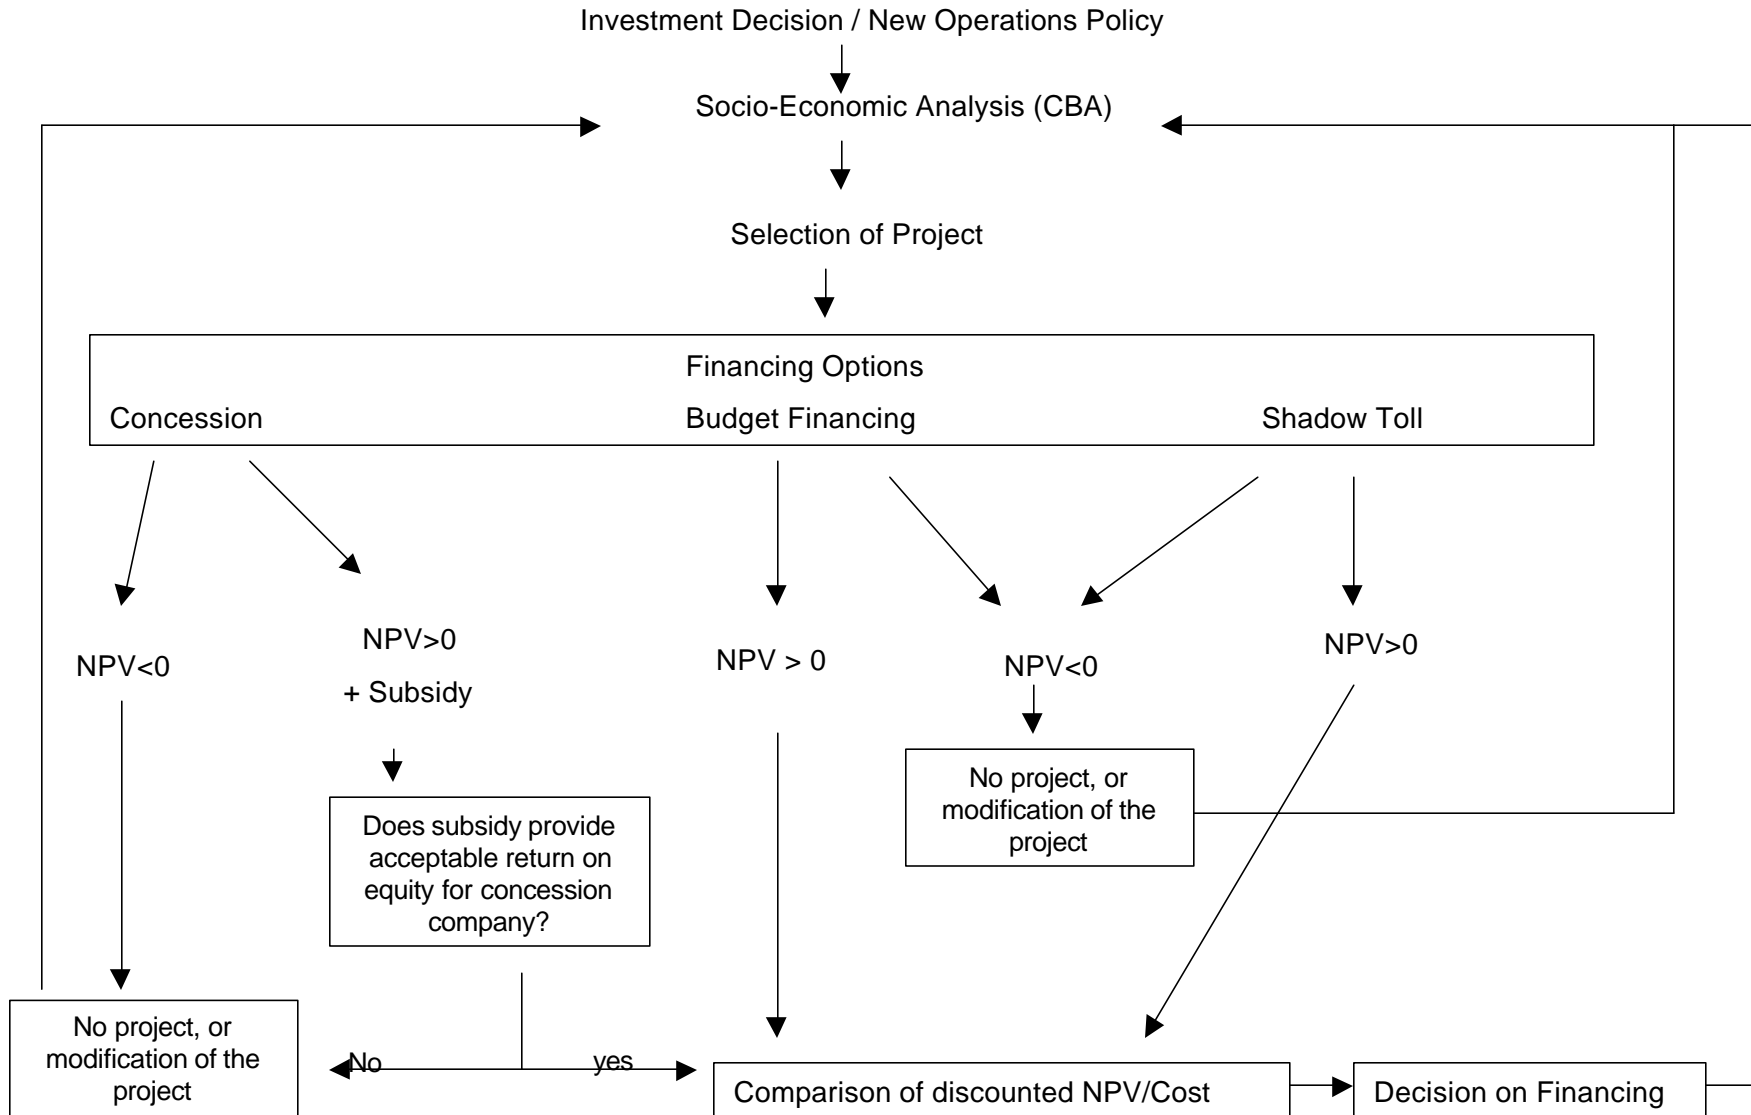 Investment Decision / New Operations Policy
Socio-Economic Analysis (CBA)
Selection of Project
Financing Options
Concession
Budget Financing
Shadow Toll
NPV<0
NPV>0
+ Subsidy
NPV > 0
NPV<0
NPV>0
Does subsidy provide
acceptable return on
equity for concession
company?
No project, or
modification of the
project
No project, or
modification of the
project
No
yes
Comparison of discounted NPV/Cost
Decision on Financing